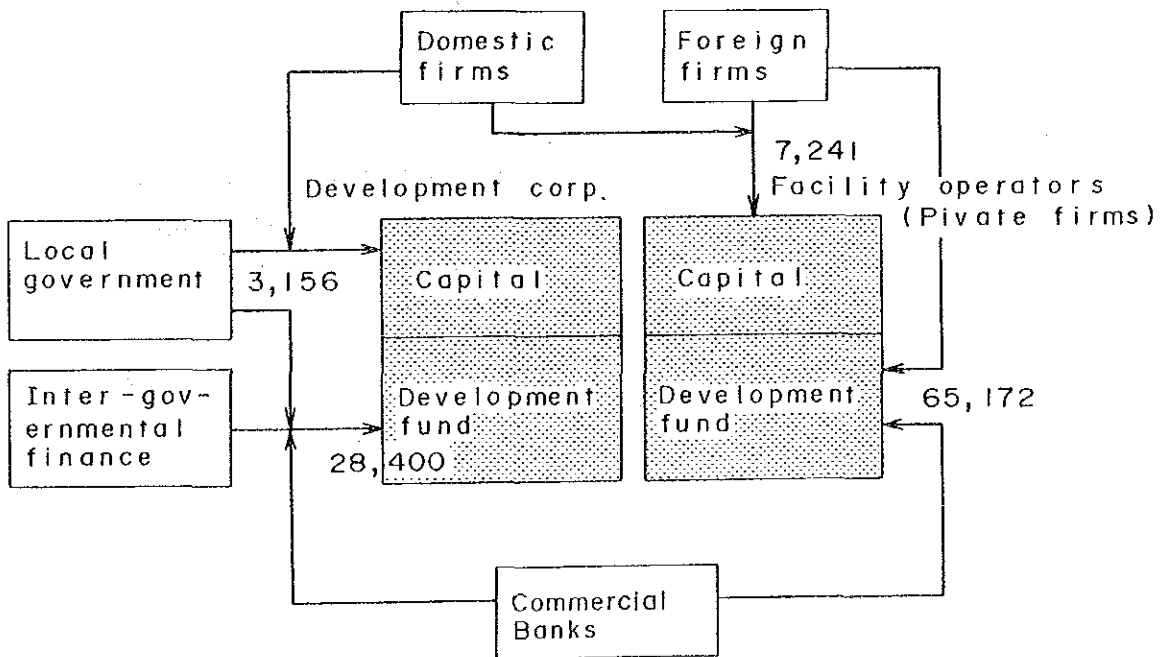 Domestic
firms
Foreign
firms
7,241
Development corp.
Facility operators
(Pivate firms)
Local
government
3,156
Capital
Capital
Inter-gov-
ernmental
finance
Development
fund
28,400
Development
fund
65,172
Commercial
Banks